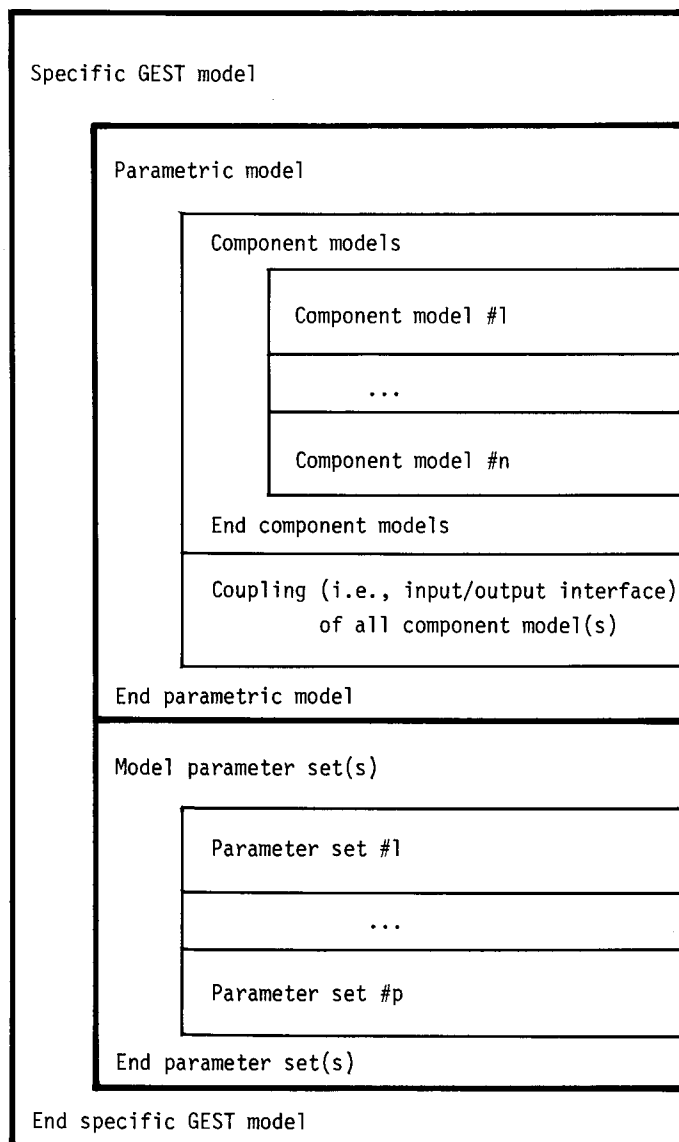 Specific GEST model
Parametric model
Component models
Component model #1
...
Component model #n
End component models
Coupling (i.e., input/output interface)
of all component model(s)
End parametric model
Model parameter set(s)
Parameter set #1
...
Parameter set #p
End parameter set(s)
End specific GEST model